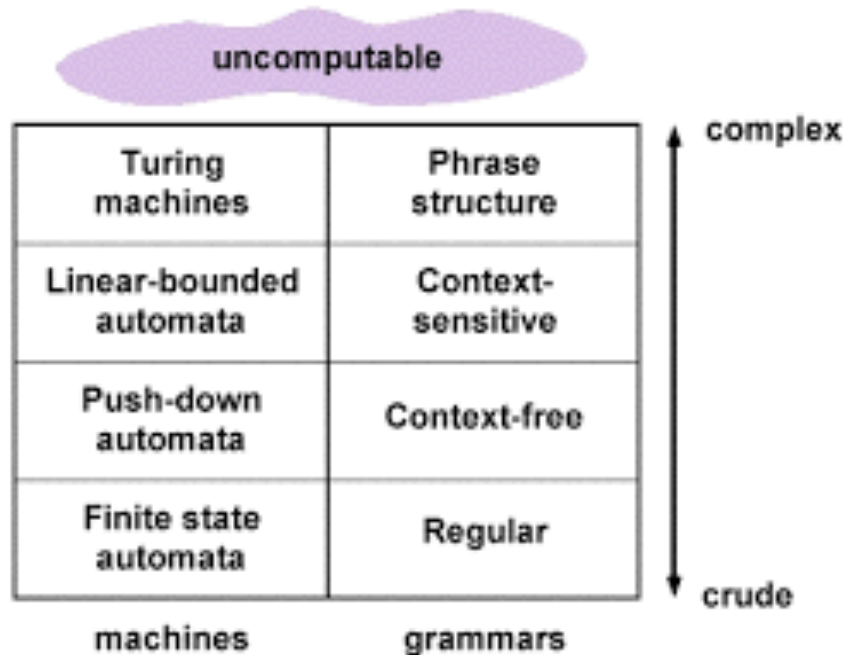 uncomputable
complex
Turing
machines
Phrase
structure
Linear-bounded
automata
Context-
sensitive
Push-down
automata
Context-free
Finite state
automata
Regular
crude
machines
grammars